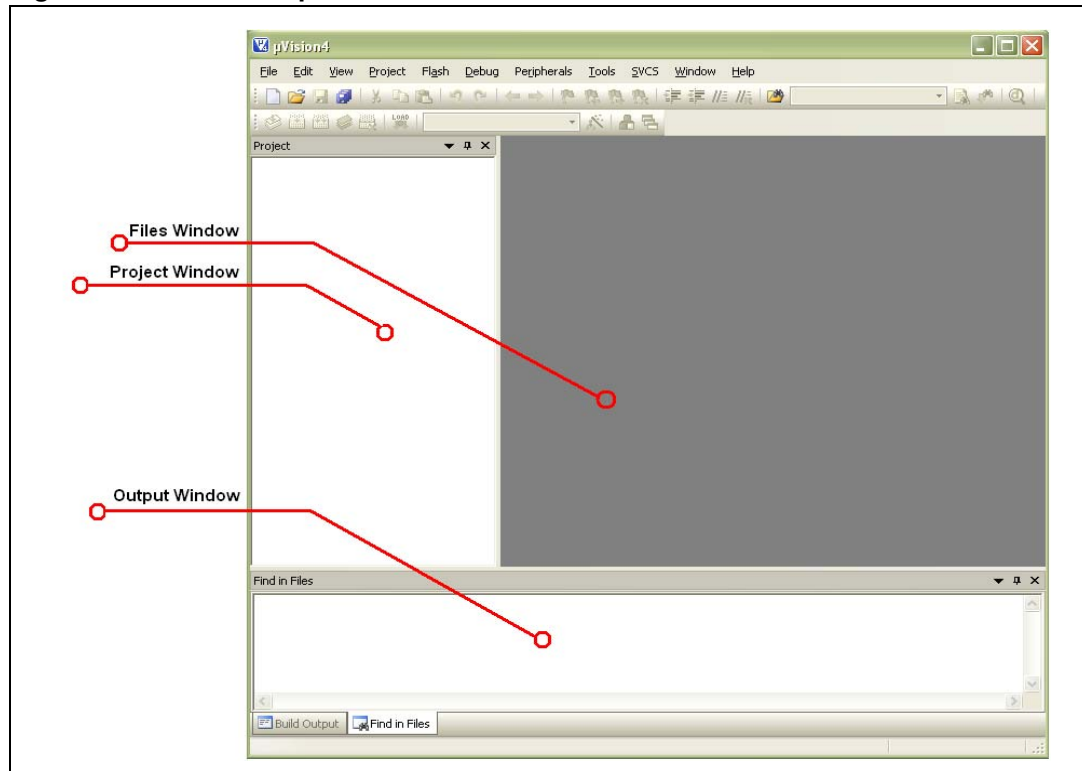 µVision4
File Edit View Project Flash Debug Peripherals Tools SVCS Window Help
LOAD
Project
Files Window
Project Window
Output Window
Find in Files
Build Output Find in Files